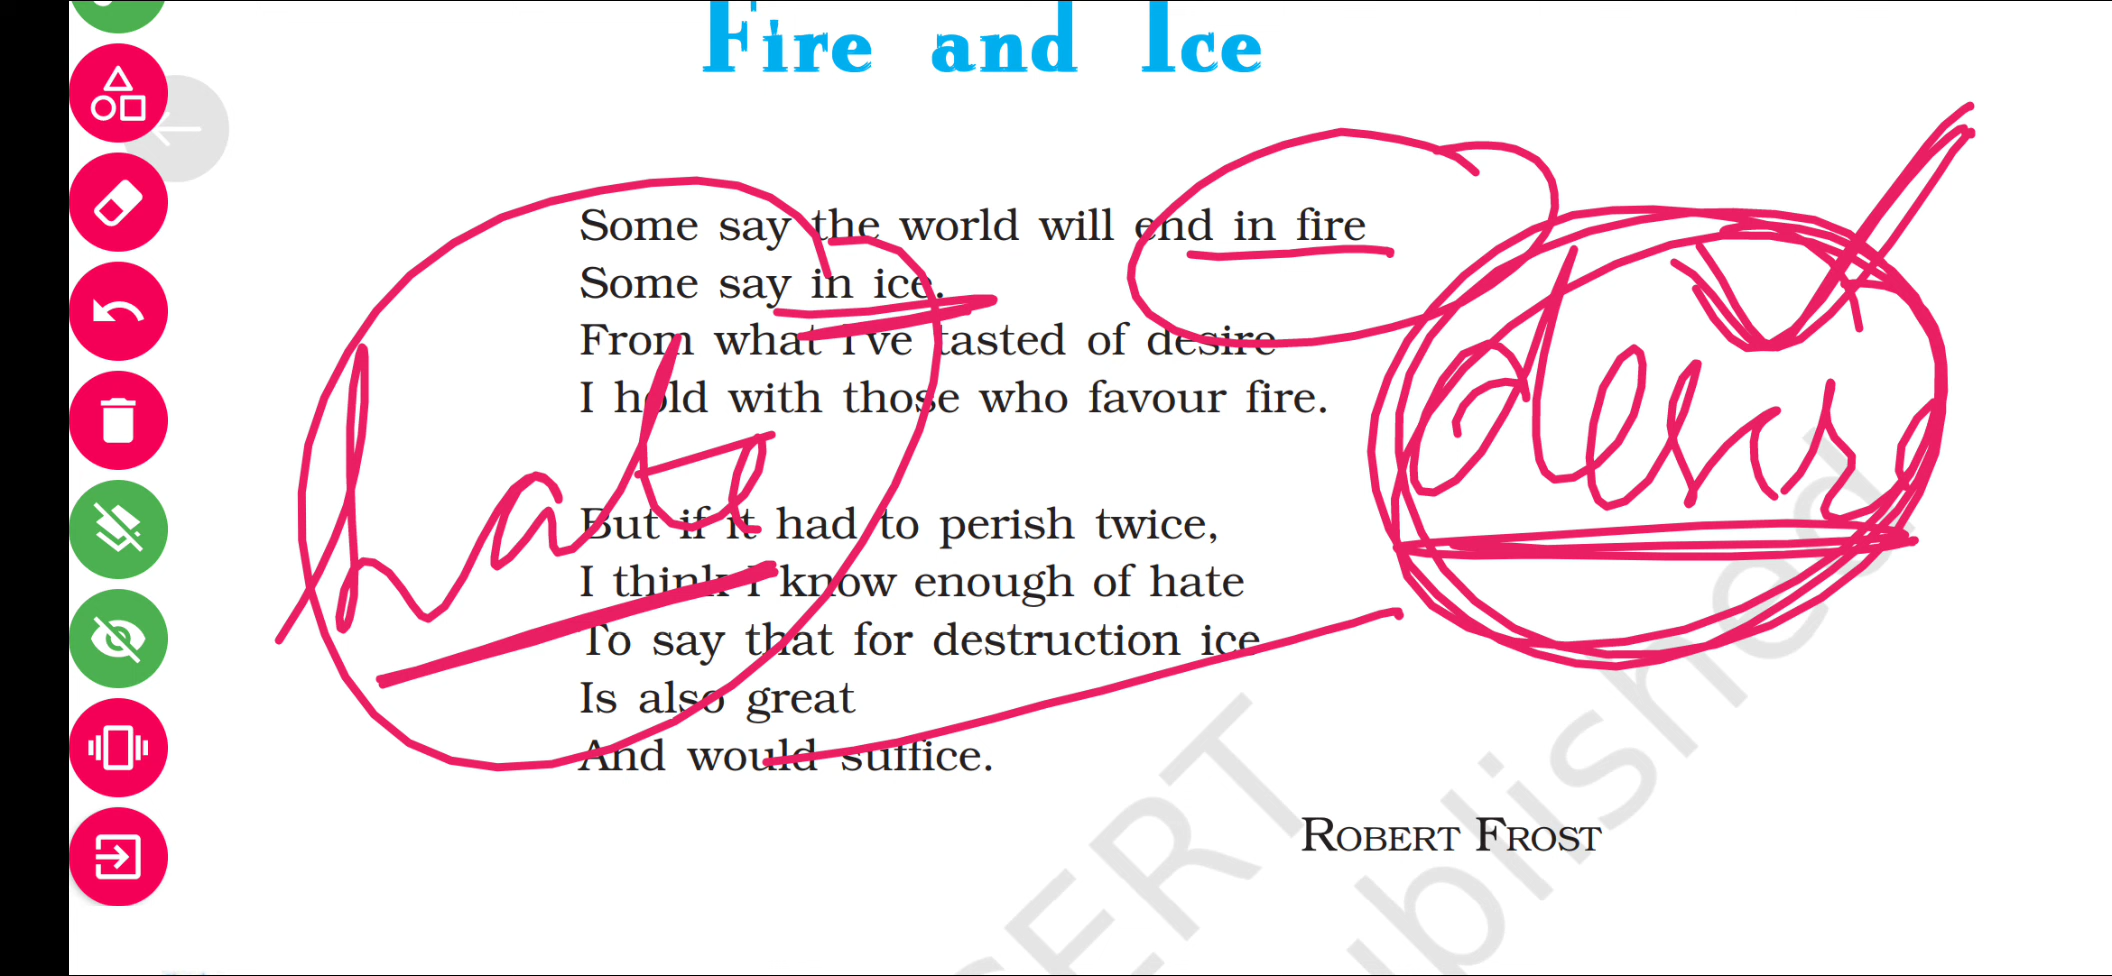 Fire and Ice
Some say the world will end in fire
Some say in ice.
From what I've tasted of desire
I hold with those who favour fire.
But if it had to perish twice,
I think I know enough of hate
To say that for destruction ice
Is also great
And would suffice.
hate
desire
ROBERT FROST